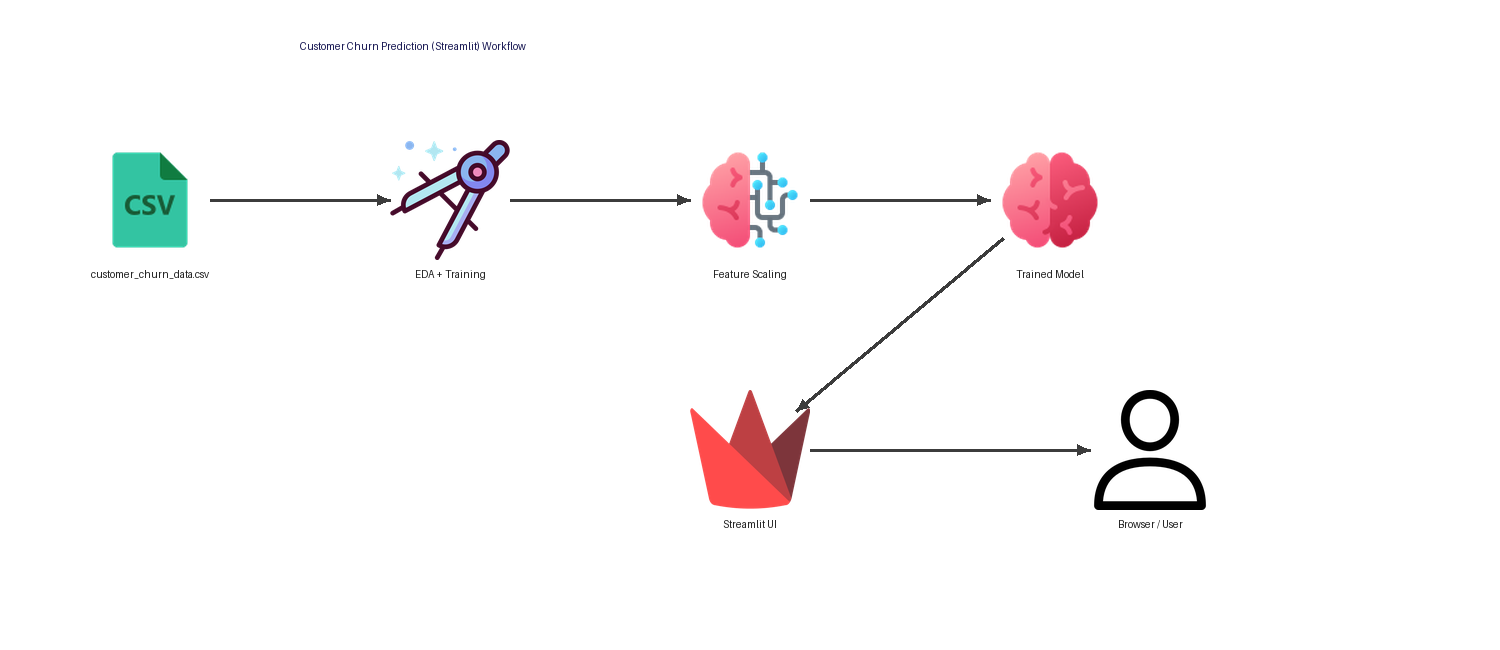 Customer Churn Prediction (Streamlit) Workflow
CSV
customer_churn_data.csv
EDA + Training
Feature Scaling
Trained Model
Streamlit UI
Browser / User